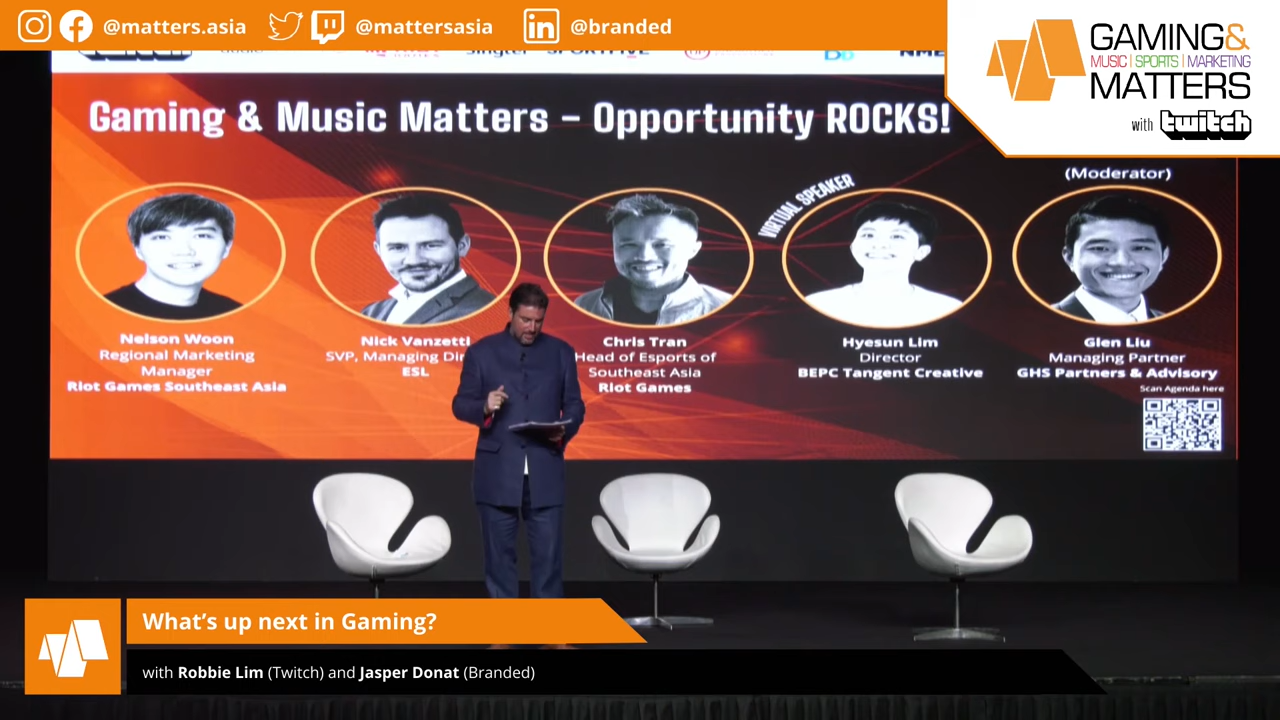 @matters.asia
@mattersasia
@branded
GAMING&
MUSIC | SPORTS | MARKETING
MATTERS
with twitch
Gaming & Music Matters – Opportunity ROCKS!
(Moderator)
VIRTUAL SPEAKER
Nelson Woon
Regional Marketing
Manager
Riot Games Southeast Asia
Nick Vanzetti
SVP, Managing
ESL
Chris Tran
Head of Esports of
Southeast Asia
Riot Games
Hyesun Lim
Director
BEPC Tangent Creative
Glen Liu
Managing Partner
GHS Partners & Advisory
Scan Agenda here
What's up next in Gaming?
with Robbie Lim (Twitch) and Jasper Donat (Branded)